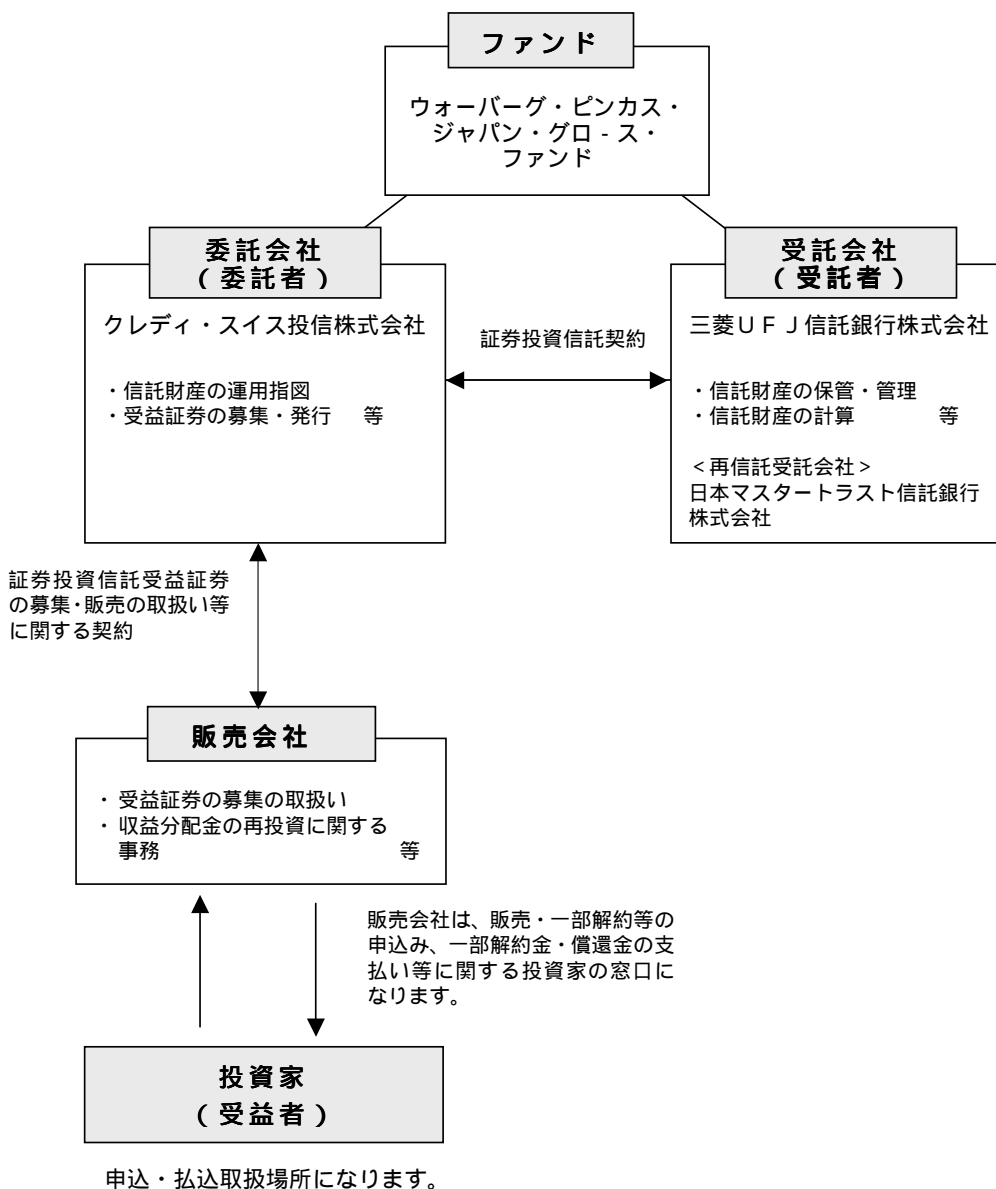 ファンド
ウォーバーグ・ピンカス・
ジャパン・グロ‐ス・
ファンド
委託会社
(委託者)
クレディ・スイス投信株式会社
・信託財産の運用指図
・受益証券の募集・発行 等
証券投資信託契約
受託会社
(受託者)
三菱UFJ信託銀行株式会社
・信託財産の保管・管理
・信託財産の計算 等
<再信託受託会社>
日本マスタートラスト信託銀行
株式会社
証券投資信託受益証券
の募集・販売の取扱い等
に関する契約
販売会社
・ 受益証券の募集の取扱い
・ 収益分配金の再投資に関する
事務 等
販売会社は、販売・一部解約等の
申込み、一部解約金・償還金の支
払い等に関する投資家の窓口に
なります。
投資家
(受益者)
申込・払込取扱場所になります。